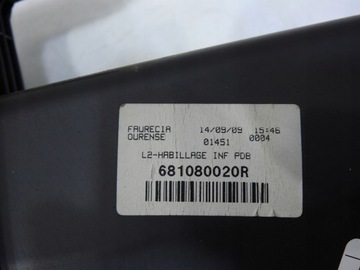 FAURECIA 14/09/09 15:46
OURENSE 01451 0004
L2-HABILLAGE INF PDB
681080020R